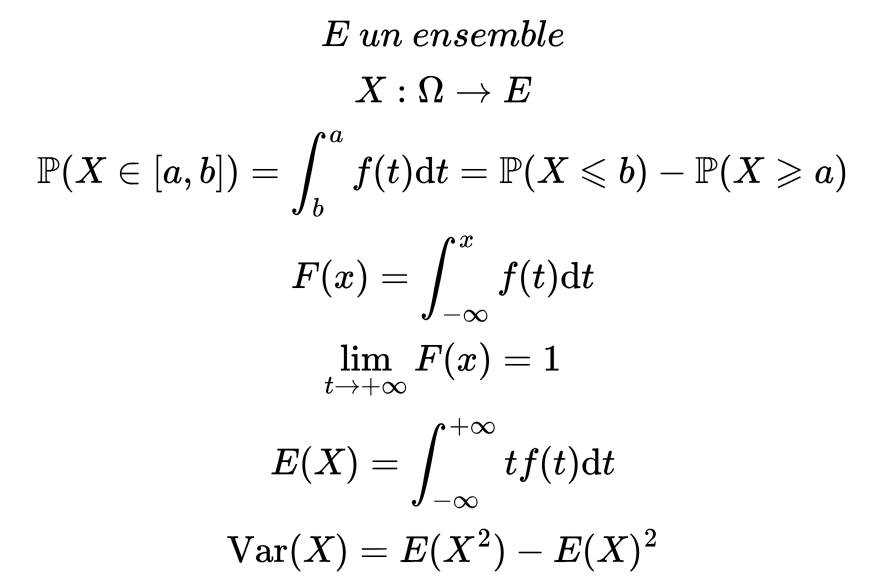 E un ensemble
X : Ω → E
ℙ(X ∈ [a, b]) = ∫_b^a f(t)dt = ℙ(X ⩽ b) − ℙ(X ⩾ a)
F(x) = ∫_{−∞}^x f(t)dt
lim_{t→+∞} F(x) = 1
E(X) = ∫_{−∞}^{+∞} tf(t)dt
Var(X) = E(X²) − E(X)²